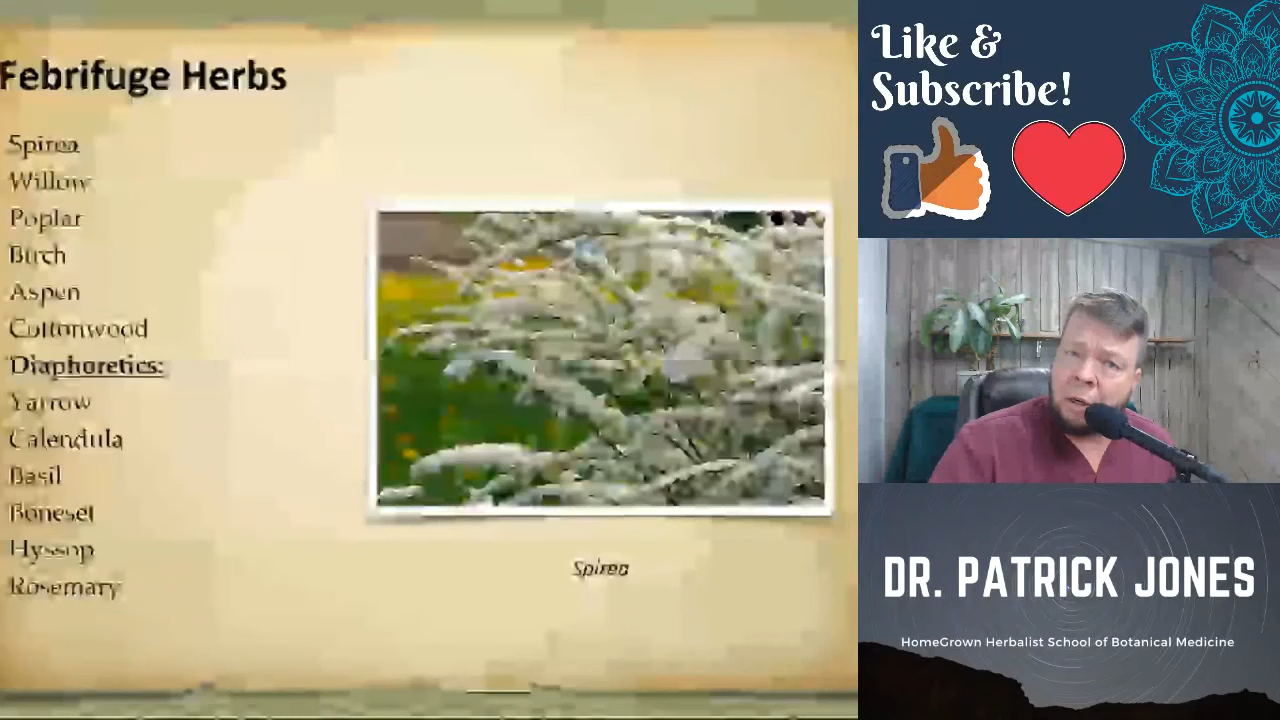 Febrifuge Herbs
Spirea
Willow
Poplar
Birch
Aspen
Cottonwood
Diaphoretics:
Yarrow
Calendula
Basil
Boneset
Hyssop
Rosemary
Spirea
Like &
Subscribe!
DR. PATRICK JONES
HomeGrown Herbalist School of Botanical Medicine